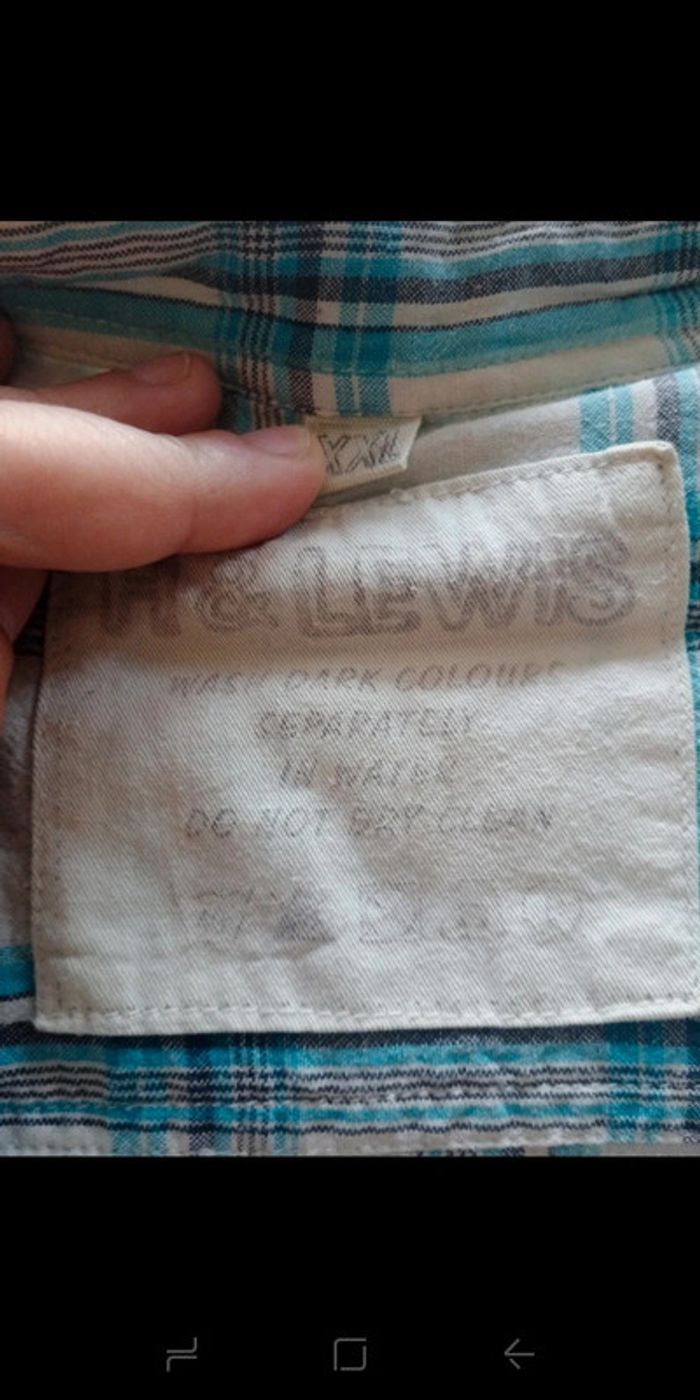 XXL
H & LEWIS
WASH DARK COLOURS
SEPARATELY
IN WATER
DO NOT DRY CLEAN